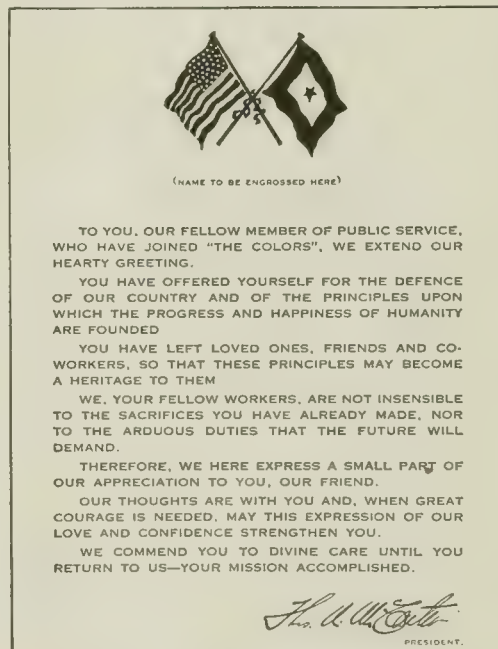 (NAME TO BE ENGROSSED HERE)
TO YOU, OUR FELLOW MEMBER OF PUBLIC SERVICE,
WHO HAVE JOINED "THE COLORS", WE EXTEND OUR
HEARTY GREETING.
YOU HAVE OFFERED YOURSELF FOR THE DEFENCE
OF OUR COUNTRY AND OF THE PRINCIPLES UPON
WHICH THE PROGRESS AND HAPPINESS OF HUMANITY
ARE FOUNDED
YOU HAVE LEFT LOVED ONES, FRIENDS AND CO-
WORKERS, SO THAT THESE PRINCIPLES MAY BECOME
A HERITAGE TO THEM
WE, YOUR FELLOW WORKERS, ARE NOT INSENSIBLE
TO THE SACRIFICES YOU HAVE ALREADY MADE, NOR
TO THE ARDUOUS DUTIES THAT THE FUTURE WILL
DEMAND.
THEREFORE, WE HERE EXPRESS A SMALL PART OF
OUR APPRECIATION TO YOU, OUR FRIEND.
OUR THOUGHTS ARE WITH YOU AND, WHEN GREAT
COURAGE IS NEEDED, MAY THIS EXPRESSION OF OUR
LOVE AND CONFIDENCE STRENGTHEN YOU.
WE COMMEND YOU TO DIVINE CARE UNTIL YOU
RETURN TO US—YOUR MISSION ACCOMPLISHED.
Thos. N. McCarter
PRESIDENT.